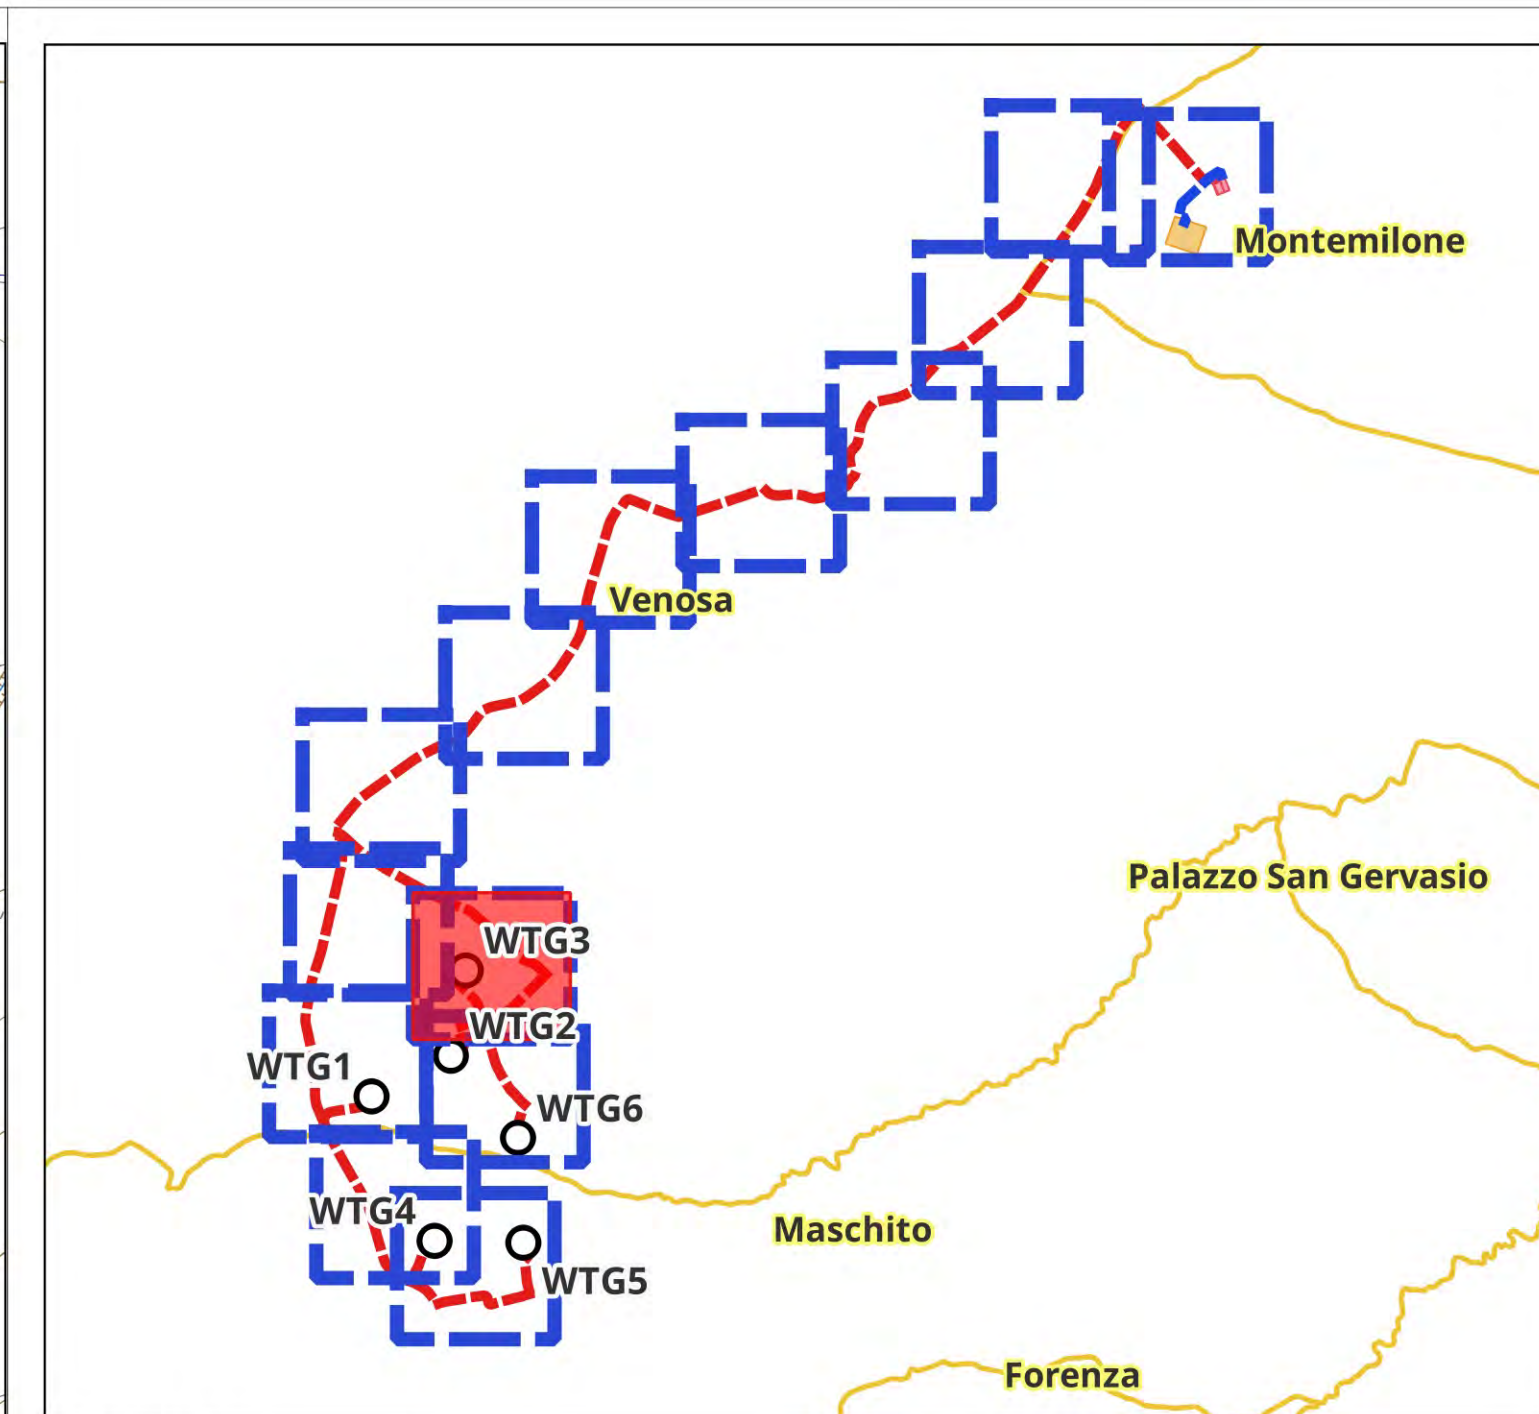 Montemilone
Venosa
Palazzo San Gervasio
WTG3
WTG2
WTG1
WTG6
WTG4
Maschito
WTG5
Forenza